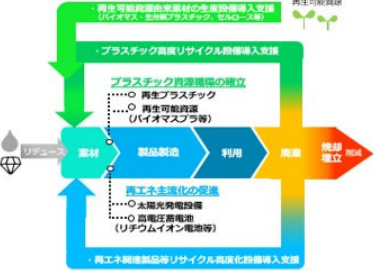 再生可能資源
・再生可能資源由来素材の生産設備導入支援
(バイオマス・生分解プラスチック、セルロース等)
・プラスチック高度リサイクル設備導入支援
プラスチック資源循環の確立
再生プラスチック
再生可能資源
(バイオマスプラ等)
リデュース
素材
製品製造
利用
廃棄
焼却
埋立
削減
再エネ主流化の促進
太陽光発電設備
高電圧蓄電池
(リチウムイオン電池等)
・再エネ関連製品等リサイクル高度化設備導入支援